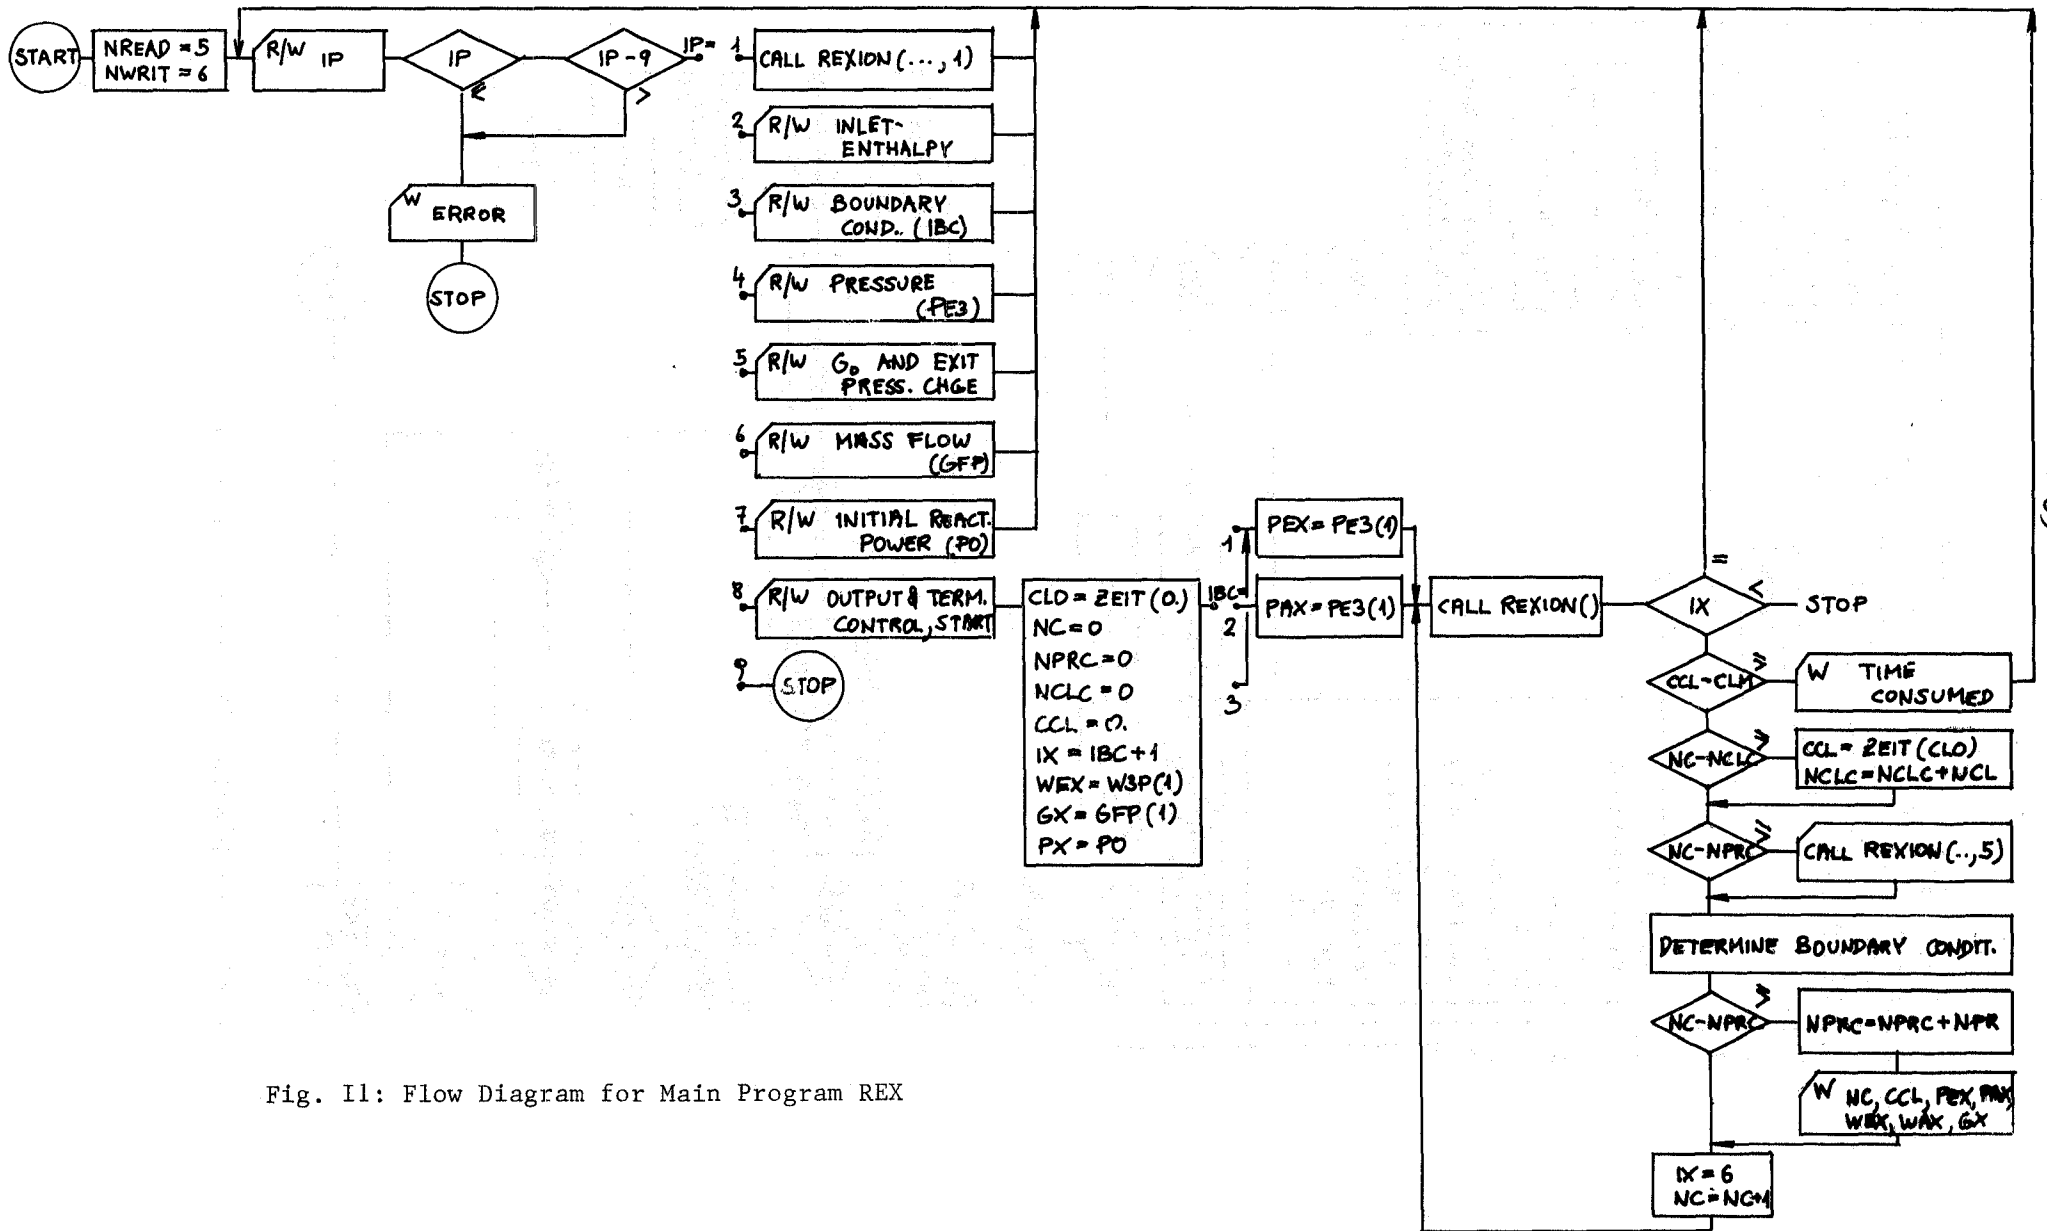 START
NREAD = 5
NWRIT = 6
R/W IP
IP
≤
IP - 9
>
IP =
1
CALL REXION (..., 1)
2
R/W INLET-
ENTHALPY
3
R/W BOUNDARY
COND.. (IBC)
4
R/W PRESSURE
(PE3)
5
R/W G₀ AND EXIT
PRESS. CHGE
6
R/W MASS FLOW
(GFP)
7
R/W INITIAL REACT.
POWER (PO)
8
R/W OUTPUT & TERM.
CONTROL, START
9
STOP
W ERROR
STOP
CLO = ZEIT (0.)
NC = 0
NPRC = 0
NCLC = 0
CCL = 0.
IX = IBC+1
WEX = W3P(1)
GX = GFP(1)
PX = PO
IBC=
1
2
3
PEX = PE3(1)
PAX = PE3(1)
CALL REXION()
=
IX
<
STOP
CCL-CLM
≥
W TIME
CONSUMED
NC-NCLC
≥
CCL = ZEIT (CLO)
NCLC = NCLC+NCL
NC-NPRC
≥
CALL REXION (..,5)
DETERMINE BOUNDARY CONDIT.
NC-NPRC
≥
NPRC=NPRC+NPR
W NC, CCL, PEX, PAX,
WEX, WAX, GX
IX = 6
NC = NC+1
Fig. I1: Flow Diagram for Main Program REX